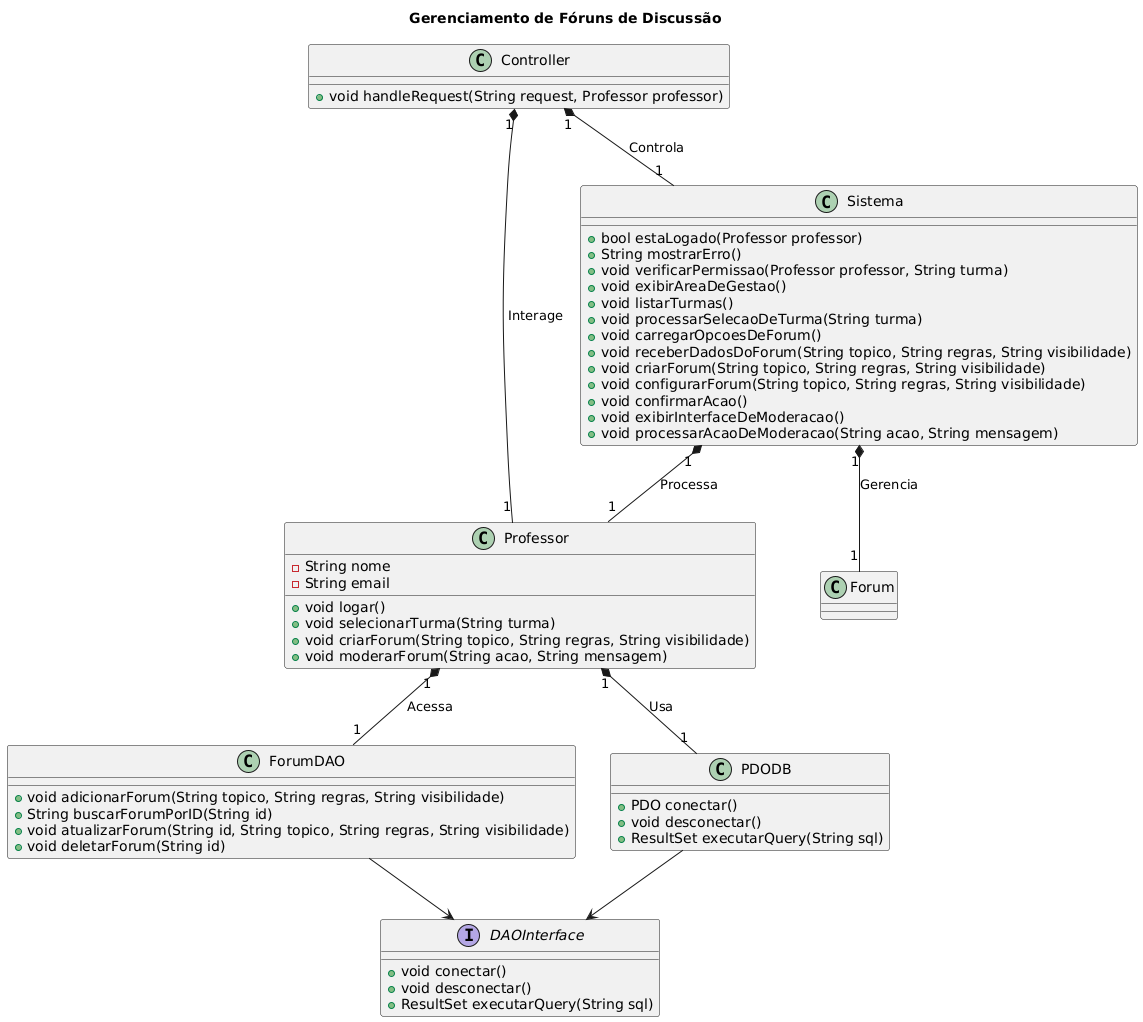 Gerenciamento de Fóruns de Discussão
C Controller
void handleRequest(String request, Professor professor)
1
1
Controla
1
C Sistema
bool estaLogado(Professor professor)
String mostrarErro()
void verificarPermissao(Professor professor, String turma)
void exibirAreaDeGestao()
void listarTurmas()
void processarSelecaoDeTurma(String turma)
void carregarOpcoesDeForum()
void receberDadosDoForum(String topico, String regras, String visibilidade)
void criarForum(String topico, String regras, String visibilidade)
void configurarForum(String topico, String regras, String visibilidade)
void confirmarAcao()
void exibirInterfaceDeModeracao()
void processarAcaoDeModeracao(String acao, String mensagem)
Interage
1
1
Processa
Gerencia
1
1
1
C Professor
String nome
String email
void logar()
void selecionarTurma(String turma)
void criarForum(String topico, String regras, String visibilidade)
void moderarForum(String acao, String mensagem)
C Forum
1
1
Acessa
Usa
1
1
C ForumDAO
void adicionarForum(String topico, String regras, String visibilidade)
String buscarForumPorID(String id)
void atualizarForum(String id, String topico, String regras, String visibilidade)
void deletarForum(String id)
C PDODB
PDO conectar()
void desconectar()
ResultSet executarQuery(String sql)
I DAOInterface
void conectar()
void desconectar()
ResultSet executarQuery(String sql)